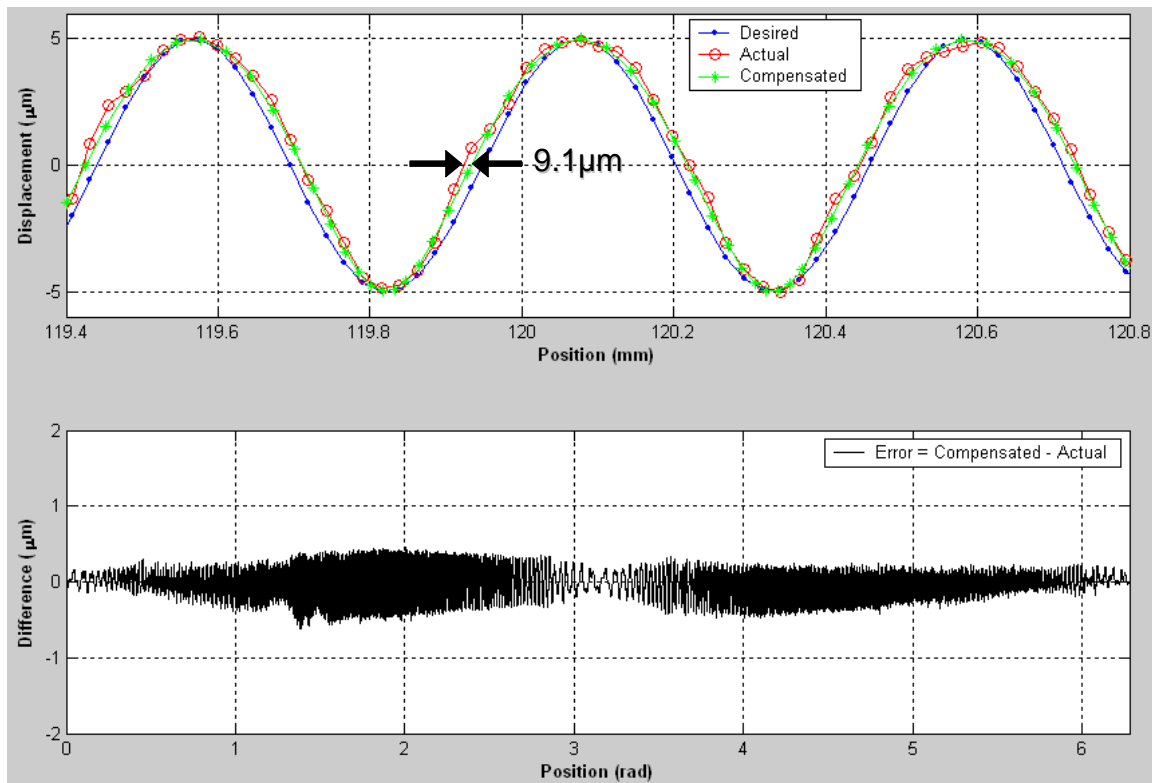 5
0
-5
Displacement (μm)
Desired
Actual
Compensated
9.1μm
119.4 119.6 119.8 120 120.2 120.4 120.6 120.8
Position (mm)
2
1
0
-1
-2
Difference (μm)
Error = Compensated - Actual
0 1 2 3 4 5 6
Position (rad)